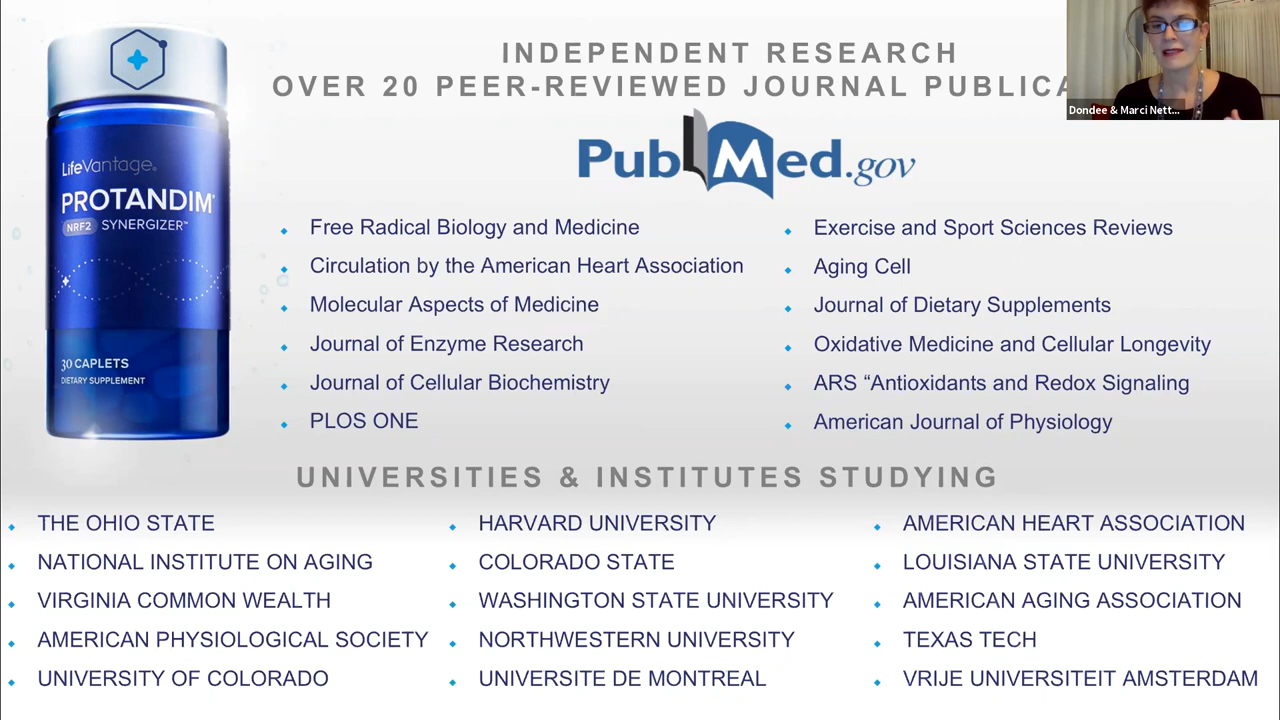 INDEPENDENT RESEARCH
OVER 20 PEER-REVIEWED JOURNAL PUBLICA
Dondee & Marci Nett...
PubMed.gov
LifeVantage®
PROTANDIM®
NRF2 SYNERGIZER™
30 CAPLETS
DIETARY SUPPLEMENT
Free Radical Biology and Medicine
Circulation by the American Heart Association
Molecular Aspects of Medicine
Journal of Enzyme Research
Journal of Cellular Biochemistry
PLOS ONE
Exercise and Sport Sciences Reviews
Aging Cell
Journal of Dietary Supplements
Oxidative Medicine and Cellular Longevity
ARS “Antioxidants and Redox Signaling
American Journal of Physiology
UNIVERSITIES & INSTITUTES STUDYING
THE OHIO STATE
NATIONAL INSTITUTE ON AGING
VIRGINIA COMMON WEALTH
AMERICAN PHYSIOLOGICAL SOCIETY
UNIVERSITY OF COLORADO
HARVARD UNIVERSITY
COLORADO STATE
WASHINGTON STATE UNIVERSITY
NORTHWESTERN UNIVERSITY
UNIVERSITE DE MONTREAL
AMERICAN HEART ASSOCIATION
LOUISIANA STATE UNIVERSITY
AMERICAN AGING ASSOCIATION
TEXAS TECH
VRIJE UNIVERSITEIT AMSTERDAM